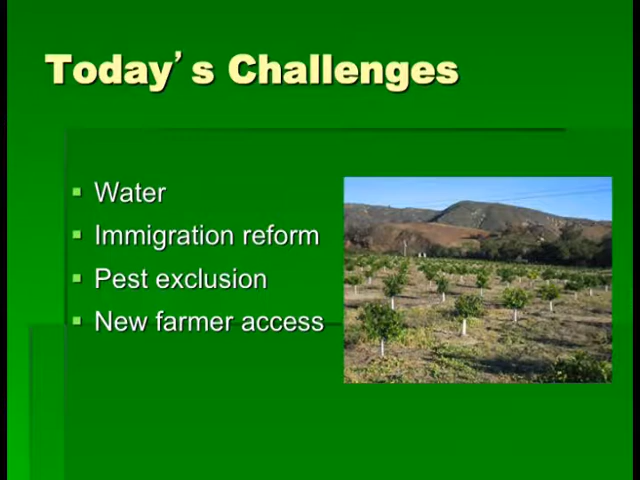 Today's Challenges
Water
Immigration reform
Pest exclusion
New farmer access